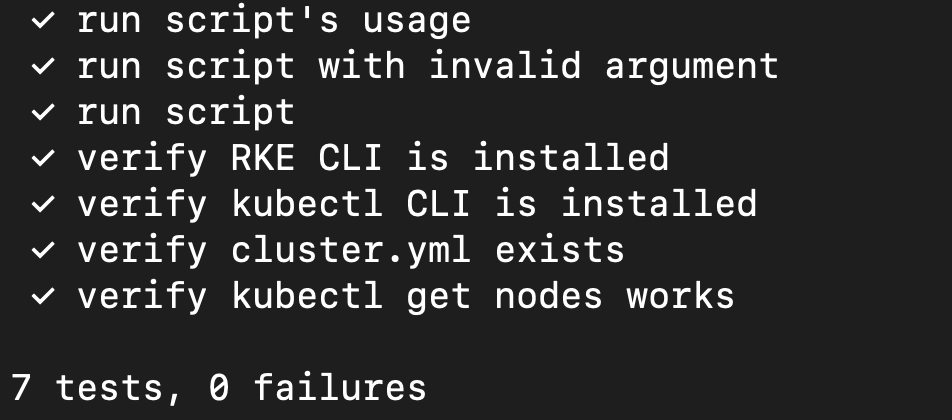 ✓ run script's usage
✓ run script with invalid argument
✓ run script
✓ verify RKE CLI is installed
✓ verify kubectl CLI is installed
✓ verify cluster.yml exists
✓ verify kubectl get nodes works
7 tests, 0 failures